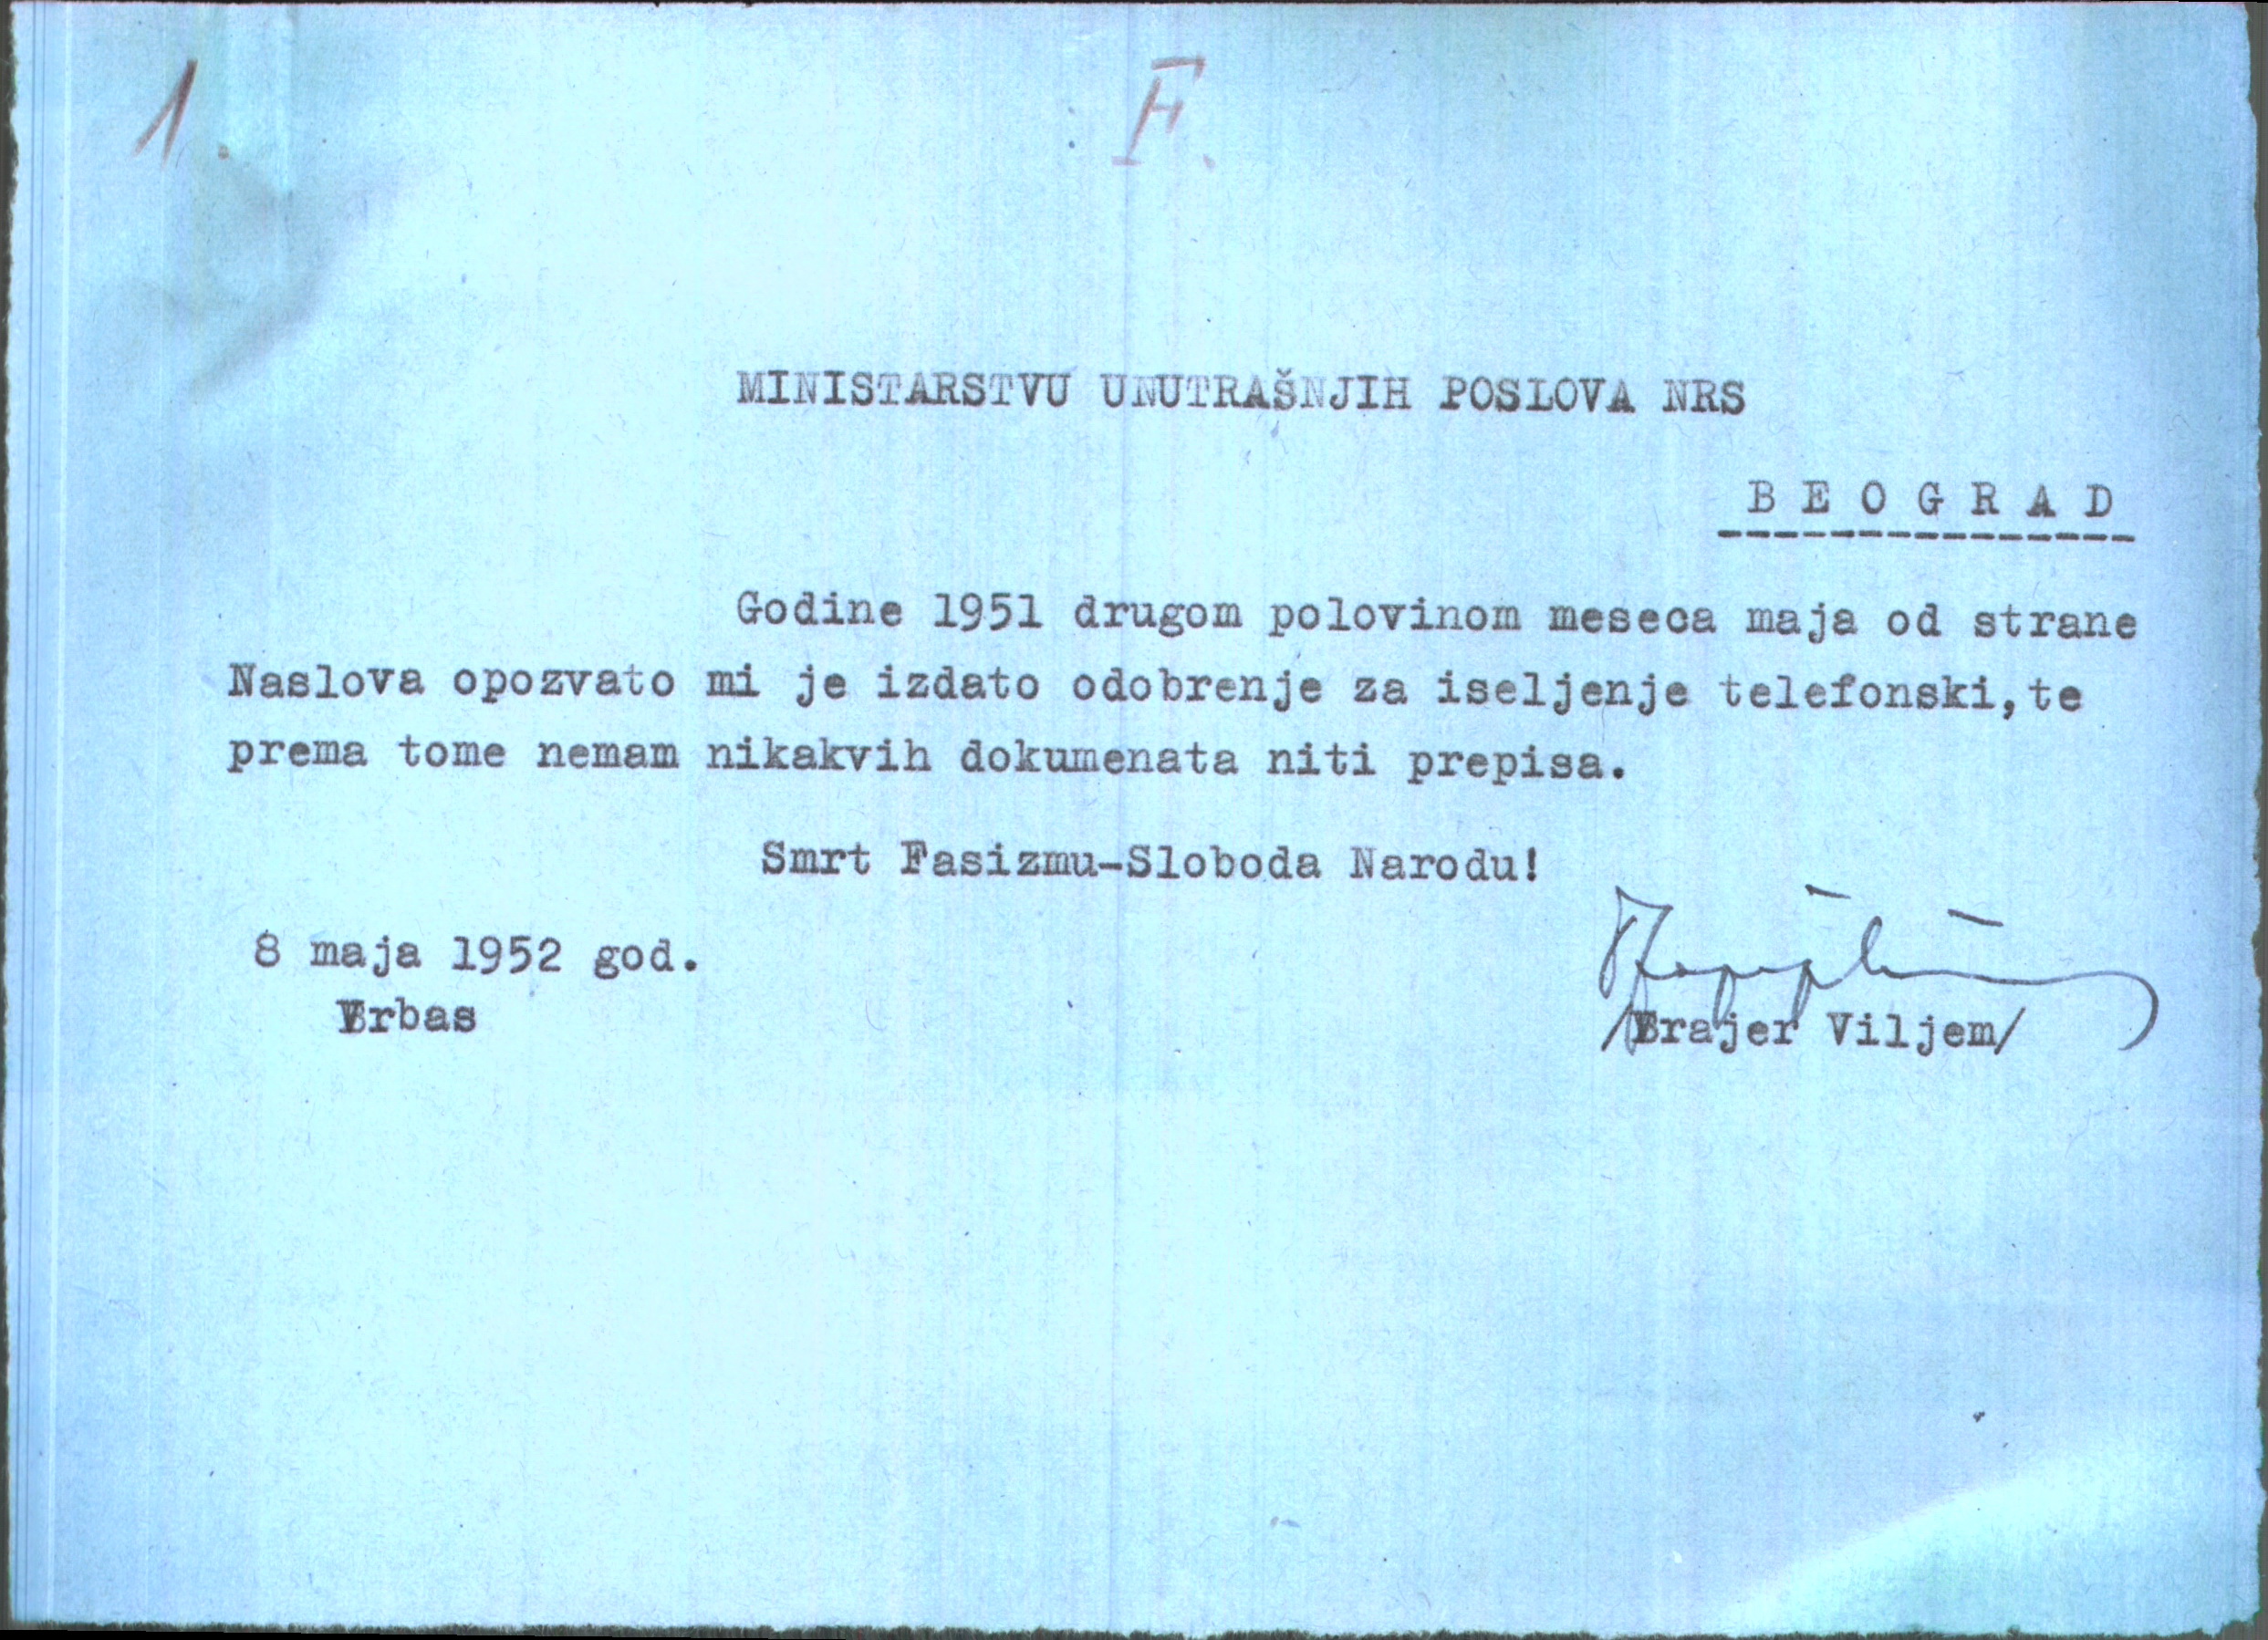 1. F.
MINISTARSTVU UNUTRAŠNJIH POSLOVA NRS
B E O G R A D
Godine 1951 drugom polovinom meseca maja od strane
Naslova opozvato mi je izdato odobrenje za iseljenje telefonski, te
prema tome nemam nikakvih dokumenata niti prepisa.
Smrt Fasizmu-Sloboda Narodu!
8 maja 1952 god.
Vrbas
/Brajer Viljem/